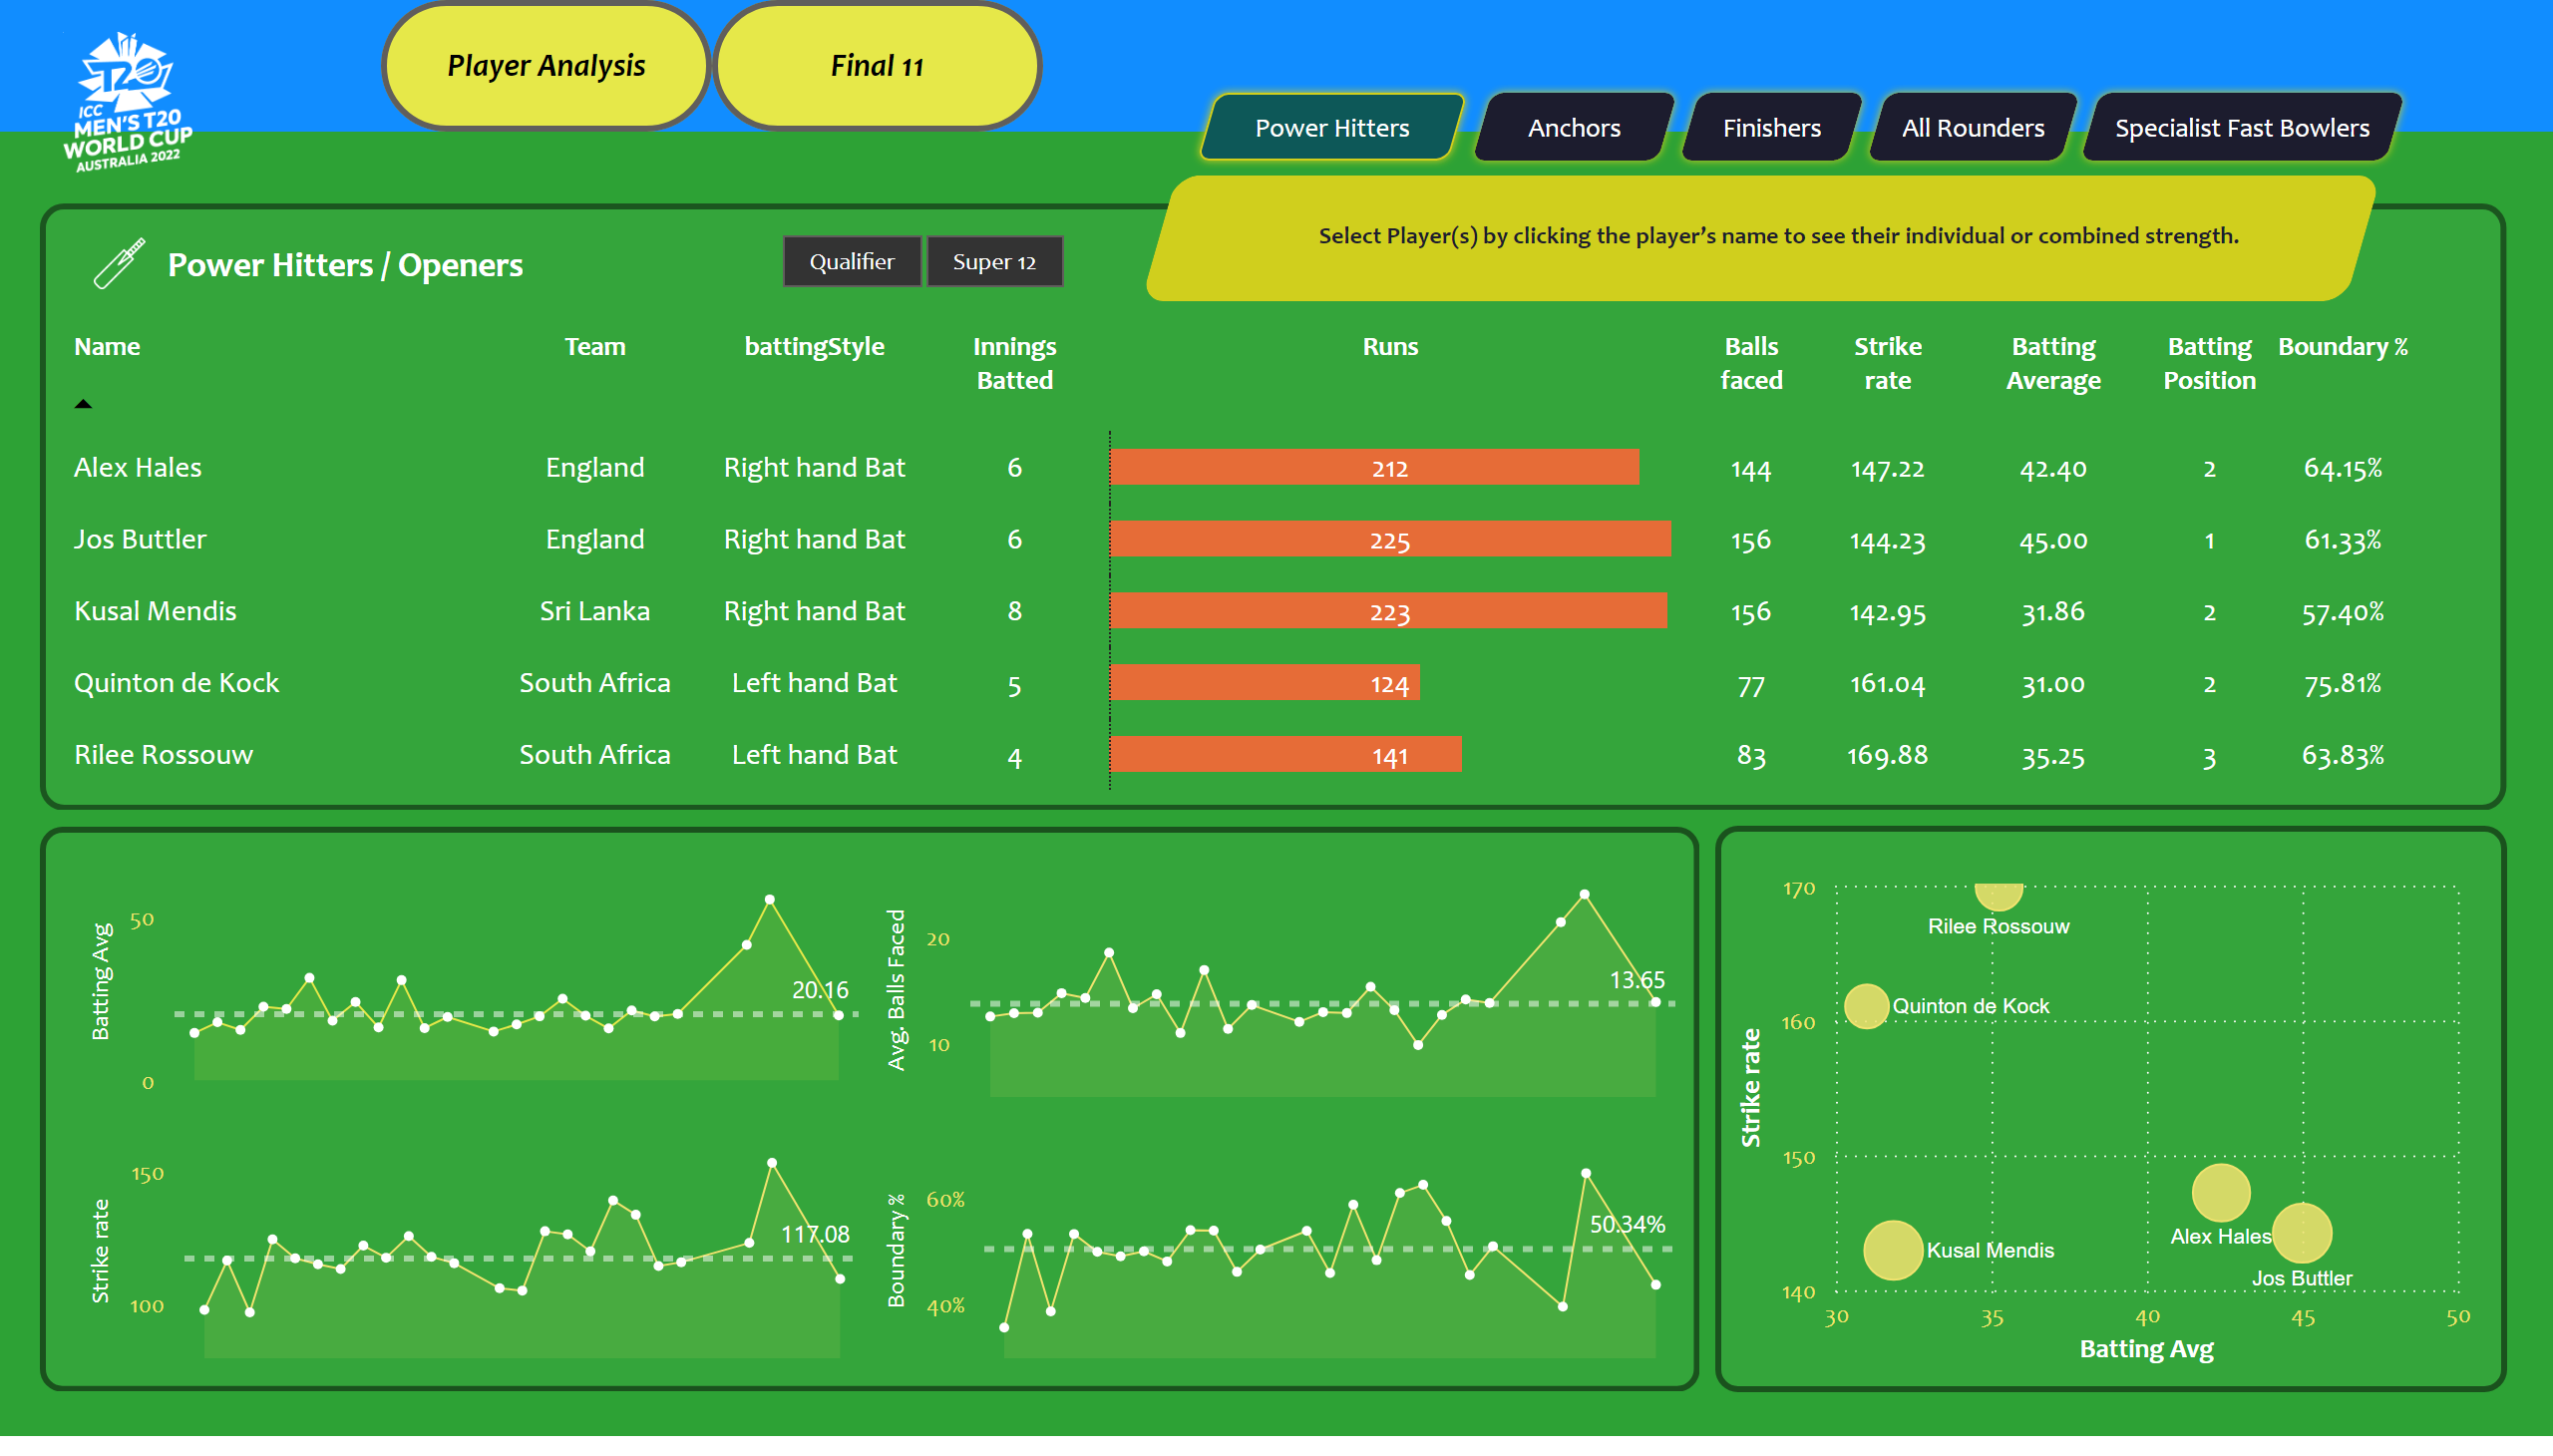 Player Analysis
Final 11
T20
ICC
MEN'S T20
WORLD CUP
AUSTRALIA 2022
Power Hitters
Anchors
Finishers
All Rounders
Specialist Fast Bowlers
Select Player(s) by clicking the player's name to see their individual or combined strength.
Power Hitters / Openers
Qualifier
Super 12
Name Team battingStyle Innings Batted Runs Balls faced Strike rate Batting Average Batting Position Boundary %
Alex Hales England Right hand Bat 6 212 144 147.22 42.40 2 64.15%
Jos Buttler England Right hand Bat 6 225 156 144.23 45.00 1 61.33%
Kusal Mendis Sri Lanka Right hand Bat 8 223 156 142.95 31.86 2 57.40%
Quinton de Kock South Africa Left hand Bat 5 124 77 161.04 31.00 2 75.81%
Rilee Rossouw South Africa Left hand Bat 4 141 83 169.88 35.25 3 63.83%
Batting Avg
50
0
20.16
Avg. Balls Faced
20
10
13.65
Strike rate
150
100
117.08
Boundary %
60%
40%
50.34%
Strike rate
170
160
150
140
Rilee Rossouw
Quinton de Kock
Alex Hales
Kusal Mendis
Jos Buttler
30 35 40 45 50
Batting Avg